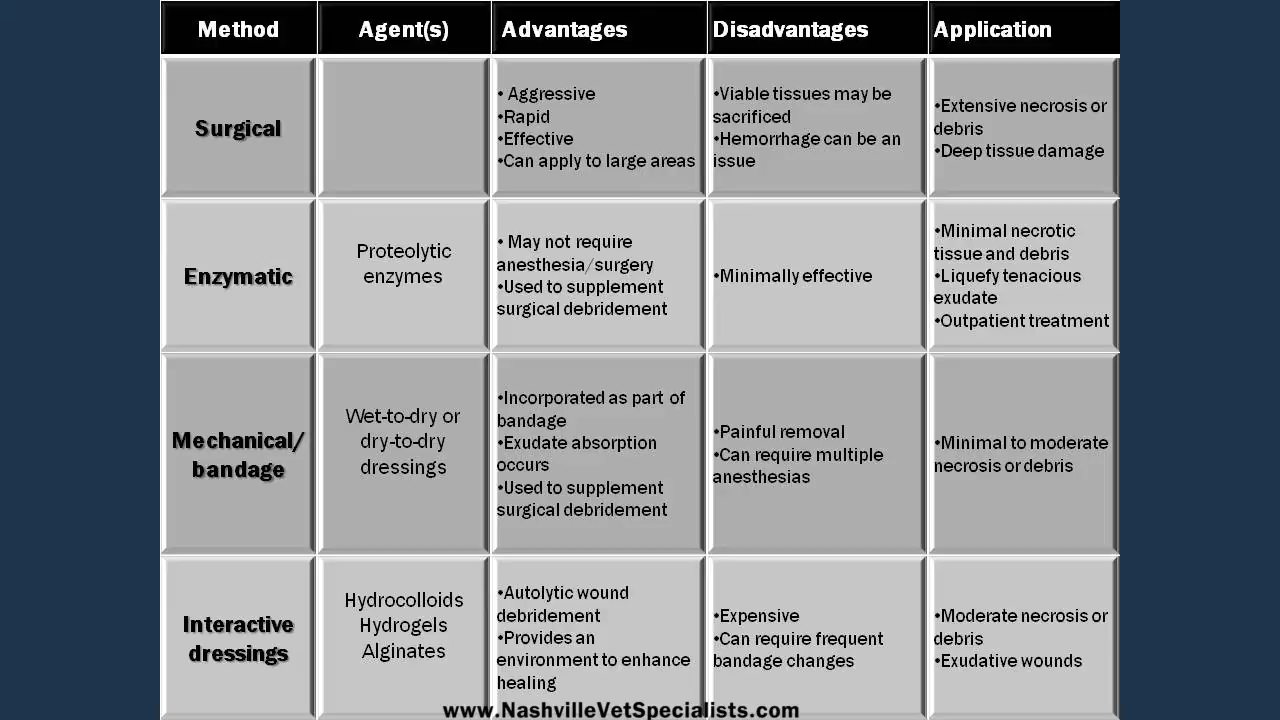 Method Agent(s) Advantages Disadvantages Application
Surgical
• Aggressive
•Rapid
•Effective
•Can apply to large areas
•Viable tissues may be
sacrificed
•Hemorrhage can be an
issue
•Extensive necrosis or
debris
•Deep tissue damage
Enzymatic
Proteolytic
enzymes
• May not require
anesthesia/surgery
•Used to supplement
surgical debridement
•Minimally effective
•Minimal necrotic
tissue and debris
•Liquefy tenacious
exudate
•Outpatient treatment
Mechanical/
bandage
Wet-to-dry or
dry-to-dry
dressings
•Incorporated as part of
bandage
•Exudate absorption
occurs
•Used to supplement
surgical debridement
•Painful removal
•Can require multiple
anesthesias
•Minimal to moderate
necrosis or debris
Interactive
dressings
Hydrocolloids
Hydrogels
Alginates
•Autolytic wound
debridement
•Provides an
environment to enhance
healing
•Expensive
•Can require frequent
bandage changes
•Moderate necrosis or
debris
•Exudative wounds
www.NashvilleVetSpecialists.com